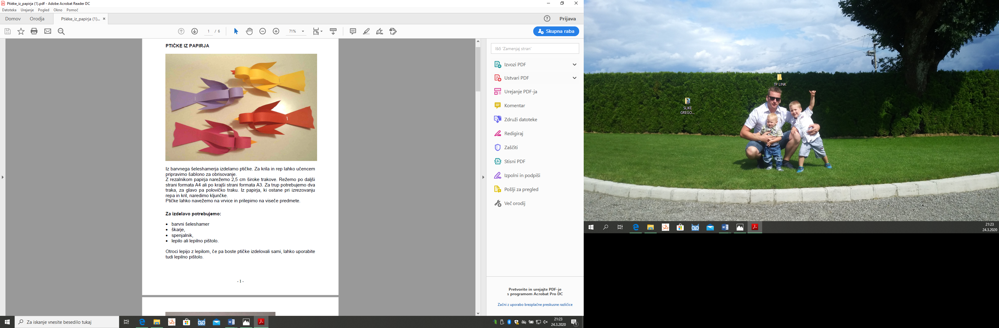 Ptièke_iz_papirja (1).pdf - Adobe Acrobat Reader DC
Datoteka Urejanje Pogled Okno Pomoč
Domov Orodja Ptièke_iz_papirja (1)... × ? Prijava
1 / 6 71% Skupna raba
PTIČKE IZ PAPIRJA
Iz barvnega šeleshamerja izdelamo ptičke. Za krila in rep lahko učencem
pripravimo šablono za obrisovanje.
Z rezalnikom papirja narežemo 2,5 cm široke trakove. Režemo po daljši
strani formata A4 ali po krajši strani formata A3. Za trup potrebujemo dva
traka, za glavo pa polovičko traku. Iz papirja, ki ostane pri izrezovanju
repa in kril, naredimo kljunčke.
Ptičke lahko navežemo na vrvice in prilepimo na viseče predmete.
Za izdelavo potrebujemo:
• barvni šeleshamer
• škarje,
• spenjalnik,
• lepilo ali lepilno pištolo.
Otroci lepijo z lepilom, če pa boste ptičke izdelovali sami, lahko uporabite
tudi lepilno pištolo.
- 1 -
Išči 'Zamenjaj stran'
Izvozi PDF
Ustvari PDF
Urejanje PDF-ja
Komentar
Združi datoteke
Redigiraj
Zaščiti
Stisni PDF
Izpolni in podpiši
Pošlji za pregled
Več orodij
Pretvorite in urejajte PDF-je
s programom Acrobat Pro DC
Začni z uporabo brezplačne preskusne različice
Za iskanje vnesite besedilo tukaj
21:23
24.3.2020
1
TP LINK
SLIKE
GREGO...
21:23
24.3.2020